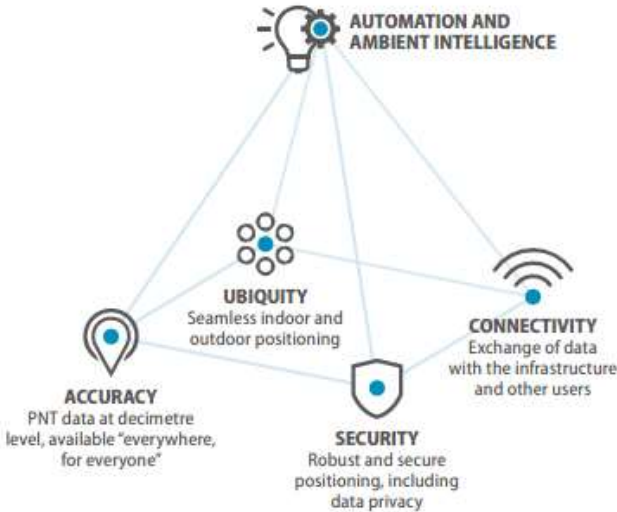 AUTOMATION AND
AMBIENT INTELLIGENCE
UBIQUITY
Seamless indoor and
outdoor positioning
CONNECTIVITY
Exchange of data
with the infrastructure
and other users
ACCURACY
PNT data at decimetre
level, available “everywhere,
for everyone”
SECURITY
Robust and secure
positioning, including
data privacy